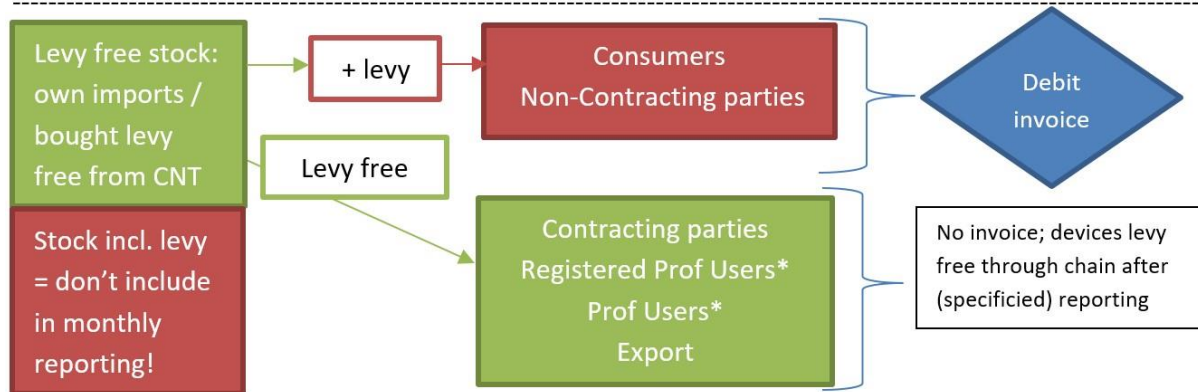 Levy free stock:
own imports /
bought levy
free from CNT
+ levy
Consumers
Non-Contracting parties
Debit
invoice
Levy free
Stock incl. levy
= don't include
in monthly
reporting!
Contracting parties
Registered Prof Users*
Prof Users*
Export
No invoice; devices levy
free through chain after
(specificied) reporting